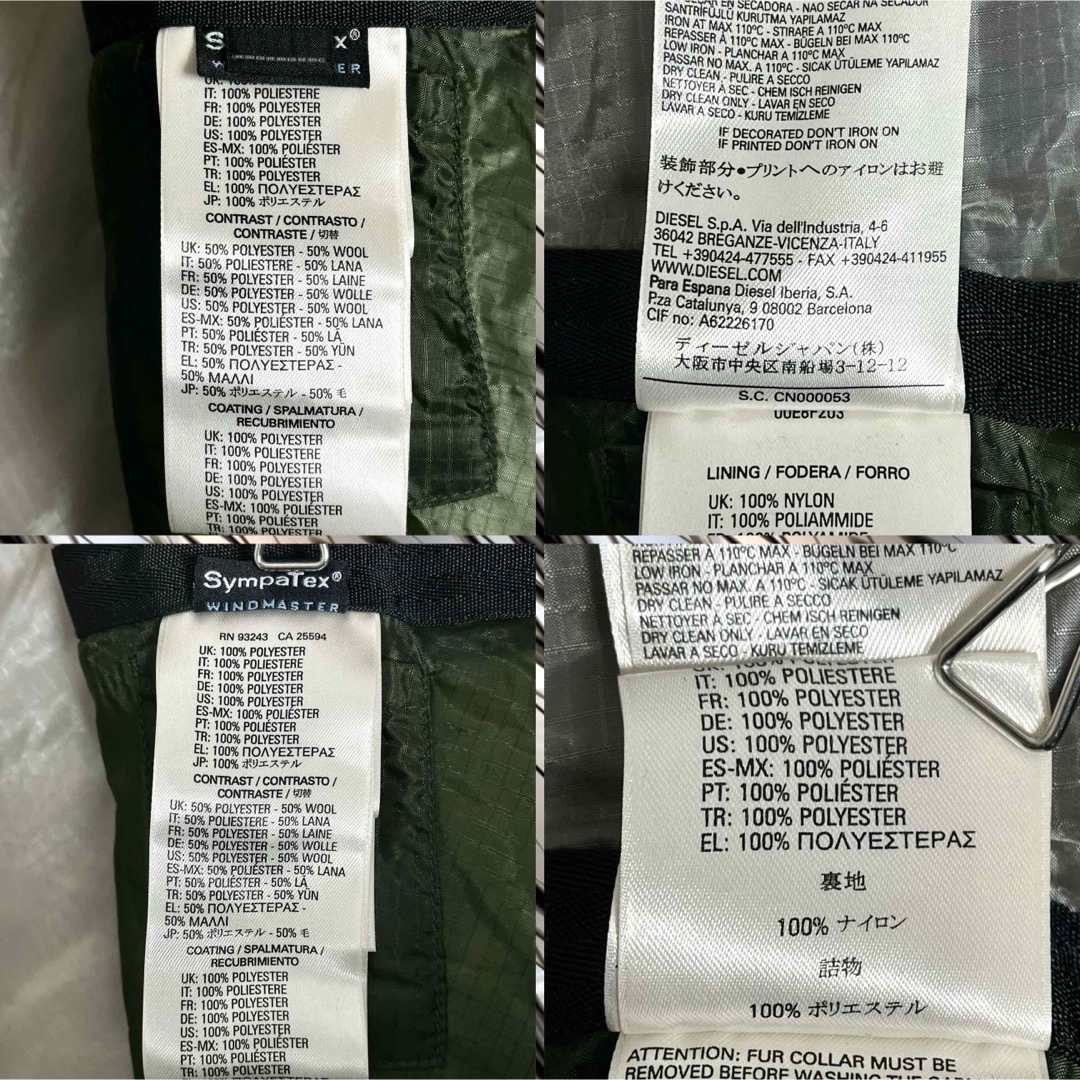 UK: 100% POLYESTER
IT: 100% POLIESTERE
FR: 100% POLYESTER
DE: 100% POLYESTER
US: 100% POLYESTER
ES-MX: 100% POLIÉSTER
PT: 100% POLIÉSTER
TR: 100% POLYESTER
EL: 100% ΠΟΛΥΕΣΤΕΡΑΣ
JP: 100% ポリエステル
CONTRAST / CONTRASTO /
CONTRASTE / 切替
UK: 50% POLYESTER - 50% WOOL
IT: 50% POLIESTERE - 50% LANA
FR: 50% POLYESTER - 50% LAINE
DE: 50% POLYESTER - 50% WOLLE
US: 50% POLYESTER - 50% WOOL
ES-MX: 50% POLIÉSTER - 50% LANA
PT: 50% POLIÉSTER - 50% LÃ
TR: 50% POLYESTER - 50% YÜN
EL: 50% ΠΟΛΥΕΣΤΕΡΑΣ -
50% ΜΑΛΛΙ
JP: 50% ポリエステル - 50% 毛
COATING / SPALMATURA /
RECUBRIMIENTO
UK: 100% POLYESTER
IT: 100% POLIESTERE
FR: 100% POLYESTER
DE: 100% POLYESTER
US: 100% POLYESTER
ES-MX: 100% POLIÉSTER
PT: 100% POLIÉSTER
TR: 100% POLYESTER
EN SECADORA - NAO SECAR NA SECADOR
SANTRİFÜJLÜ KURUTMA YAPILAMAZ
IRON AT MAX 110°C - STIRARE A 110°C MAX
REPASSER À 110°C MAX - BÜGELN BEI MAX 110°C
LOW IRON - PLANCHAR A 110°C MAX
PASSAR NO MAX. A 110°C - SICAK ÜTÜLEME YAPILAMAZ
DRY CLEAN - PULIRE A SECCO
NETTOYER À SEC - CHEM ISCH REINIGEN
DRY CLEAN ONLY - LAVAR EN SECO
LAVAR A SECO - KURU TEMİZLEME
IF DECORATED DON'T IRON ON
IF PRINTED DON'T IRON ON
装飾部分・プリントへのアイロンはお避
けください。
DIESEL S.p.A. Via dell'Industria, 4-6
36042 BREGANZE-VICENZA-ITALY
TEL +390424-477555 - FAX +390424-411955
WWW.DIESEL.COM
Para Espana Diesel Iberia, S.A.
P.za Catalunya, 9 08002 Barcelona
CIF no: A62226170
ディーゼルジャパン(株)
大阪市中央区南船場3-12-12
S.C. CN000053
LINING / FODERA / FORRO
UK: 100% NYLON
IT: 100% POLIAMMIDE
FR: 100% POLYAMIDE
SympaTex®
WINDMASTER
RN 93243 CA 25594
UK: 100% POLYESTER
IT: 100% POLIESTERE
FR: 100% POLYESTER
DE: 100% POLYESTER
US: 100% POLYESTER
ES-MX: 100% POLIÉSTER
PT: 100% POLIÉSTER
TR: 100% POLYESTER
EL: 100% ΠΟΛΥΕΣΤΕΡΑΣ
JP: 100% ポリエステル
CONTRAST / CONTRASTO /
CONTRASTE / 切替
UK: 50% POLYESTER - 50% WOOL
IT: 50% POLIESTERE - 50% LANA
FR: 50% POLYESTER - 50% LAINE
DE: 50% POLYESTER - 50% WOLLE
US: 50% POLYESTER - 50% WOOL
ES-MX: 50% POLIÉSTER - 50% LANA
PT: 50% POLIÉSTER - 50% LÃ
TR: 50% POLYESTER - 50% YÜN
EL: 50% ΠΟΛΥΕΣΤΕΡΑΣ -
50% ΜΑΛΛΙ
JP: 50% ポリエステル - 50% 毛
COATING / SPALMATURA /
RECUBRIMIENTO
UK: 100% POLYESTER
IT: 100% POLIESTERE
FR: 100% POLYESTER
DE: 100% POLYESTER
US: 100% POLYESTER
ES-MX: 100% POLIÉSTER
PT: 100% POLIÉSTER
TR: 100% POLYESTER
REPASSER À 110°C MAX - BÜGELN BEI MAX 110°C
LOW IRON - PLANCHAR A 110°C MAX
PASSAR NO MAX. A 110°C - SICAK ÜTÜLEME YAPILAMAZ
DRY CLEAN - PULIRE A SECCO
NETTOYER À SEC - CHEM ISCH REINIGEN
DRY CLEAN ONLY - LAVAR EN SECO
LAVAR A SECO - KURU TEMİZLEME
UK: 100% POLYESTER
IT: 100% POLIESTERE
FR: 100% POLYESTER
DE: 100% POLYESTER
US: 100% POLYESTER
ES-MX: 100% POLIÉSTER
PT: 100% POLIÉSTER
TR: 100% POLYESTER
EL: 100% ΠΟΛΥΕΣΤΕΡΑΣ
裏地
100% ナイロン
詰物
100% ポリエステル
ATTENTION: FUR COLLAR MUST BE
REMOVED BEFORE WASHING THE